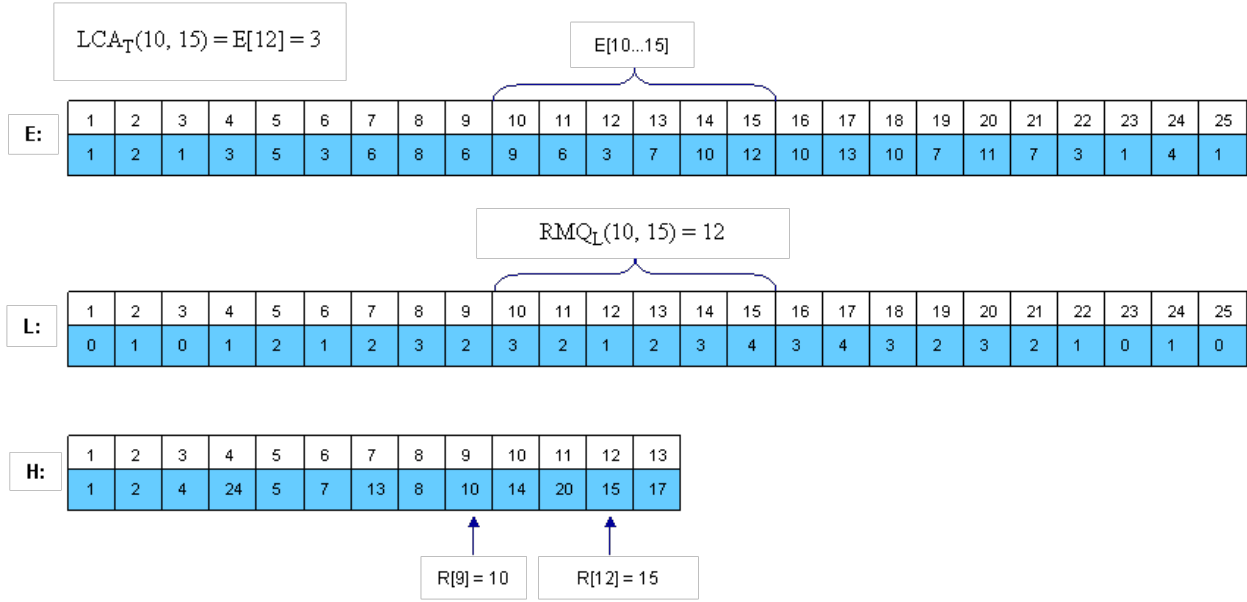 LCA_T(10, 15) = E[12] = 3
E[10...15]
E:
1 2 3 4 5 6 7 8 9 10 11 12 13 14 15 16 17 18 19 20 21 22 23 24 25
1 2 1 3 5 3 6 8 6 9 6 3 7 10 12 10 13 10 7 11 7 3 1 4 1
RMQ_L(10, 15) = 12
L:
1 2 3 4 5 6 7 8 9 10 11 12 13 14 15 16 17 18 19 20 21 22 23 24 25
0 1 0 1 2 1 2 3 2 3 2 1 2 3 4 3 4 3 2 3 2 1 0 1 0
H:
1 2 3 4 5 6 7 8 9 10 11 12 13
1 2 4 24 5 7 13 8 10 14 20 15 17
R[9] = 10
R[12] = 15